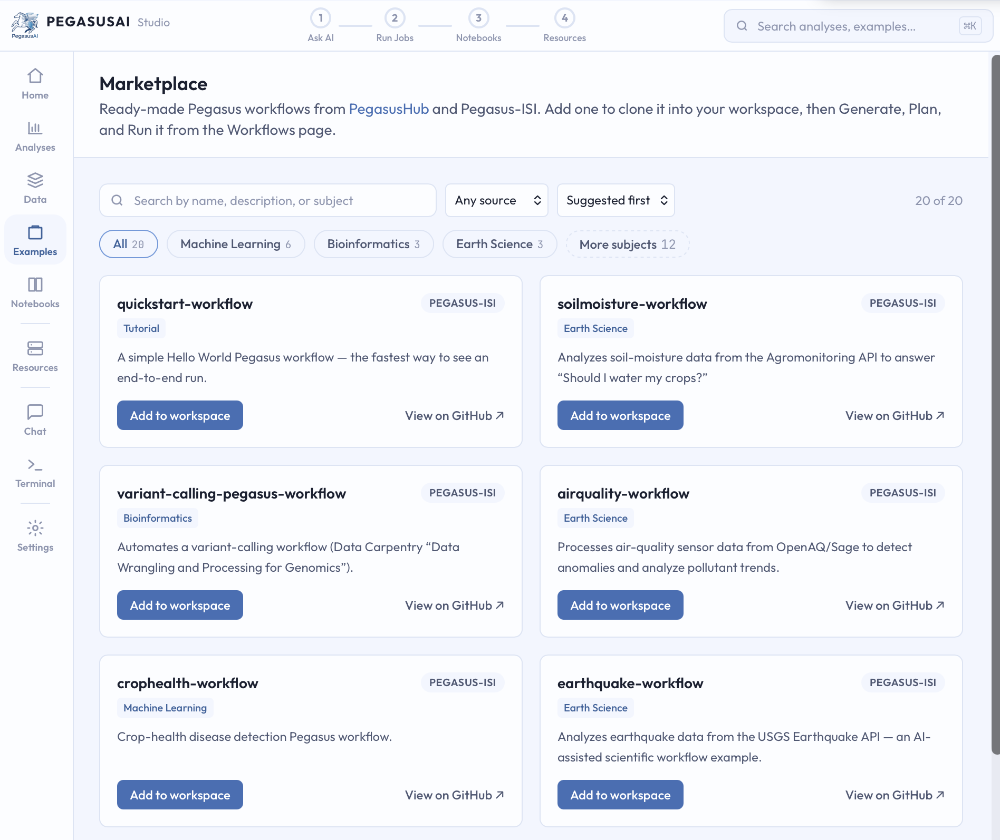 PegasusAI
PEGASUSAI Studio
1
2
3
4
Ask AI
Run Jobs
Notebooks
Resources
Search analyses, examples...
⌘K
Home
Analyses
Data
Examples
Notebooks
Resources
Chat
Terminal
Settings
Marketplace
Ready-made Pegasus workflows from PegasusHub and Pegasus-ISI. Add one to clone it into your workspace, then Generate, Plan,
and Run it from the Workflows page.
Search by name, description, or subject
Any source
Suggested first
20 of 20
All 20
Machine Learning 6
Bioinformatics 3
Earth Science 3
More subjects 12
quickstart-workflow
PEGASUS-ISI
Tutorial
A simple Hello World Pegasus workflow — the fastest way to see an
end-to-end run.
Add to workspace
View on GitHub ↗
soilmoisture-workflow
PEGASUS-ISI
Earth Science
Analyzes soil-moisture data from the Agromonitoring API to answer
“Should I water my crops?”
Add to workspace
View on GitHub ↗
variant-calling-pegasus-workflow
PEGASUS-ISI
Bioinformatics
Automates a variant-calling workflow (Data Carpentry “Data
Wrangling and Processing for Genomics”).
Add to workspace
View on GitHub ↗
airquality-workflow
PEGASUS-ISI
Earth Science
Processes air-quality sensor data from OpenAQ/Sage to detect
anomalies and analyze pollutant trends.
Add to workspace
View on GitHub ↗
crophealth-workflow
PEGASUS-ISI
Machine Learning
Crop-health disease detection Pegasus workflow.
Add to workspace
View on GitHub ↗
earthquake-workflow
PEGASUS-ISI
Earth Science
Analyzes earthquake data from the USGS Earthquake API — an AI-
assisted scientific workflow example.
Add to workspace
View on GitHub ↗